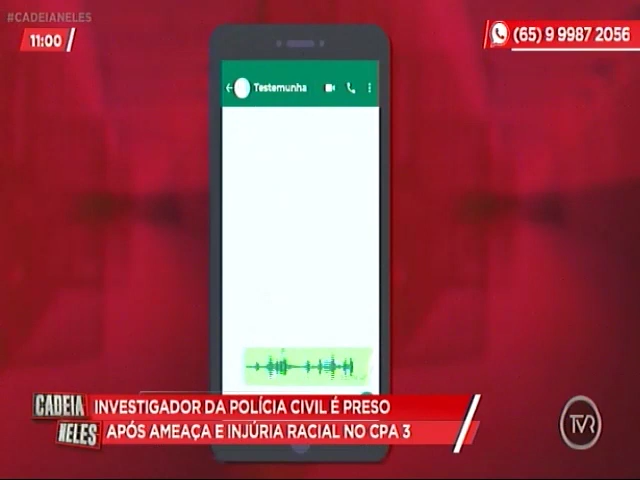 #CADEIANELES
11:00
(65) 9 9987 2056
Testemunha
CADEIA
NELES
INVESTIGADOR DA POLÍCIA CIVIL É PRESO
APÓS AMEAÇA E INJÚRIA RACIAL NO CPA 3
TVR